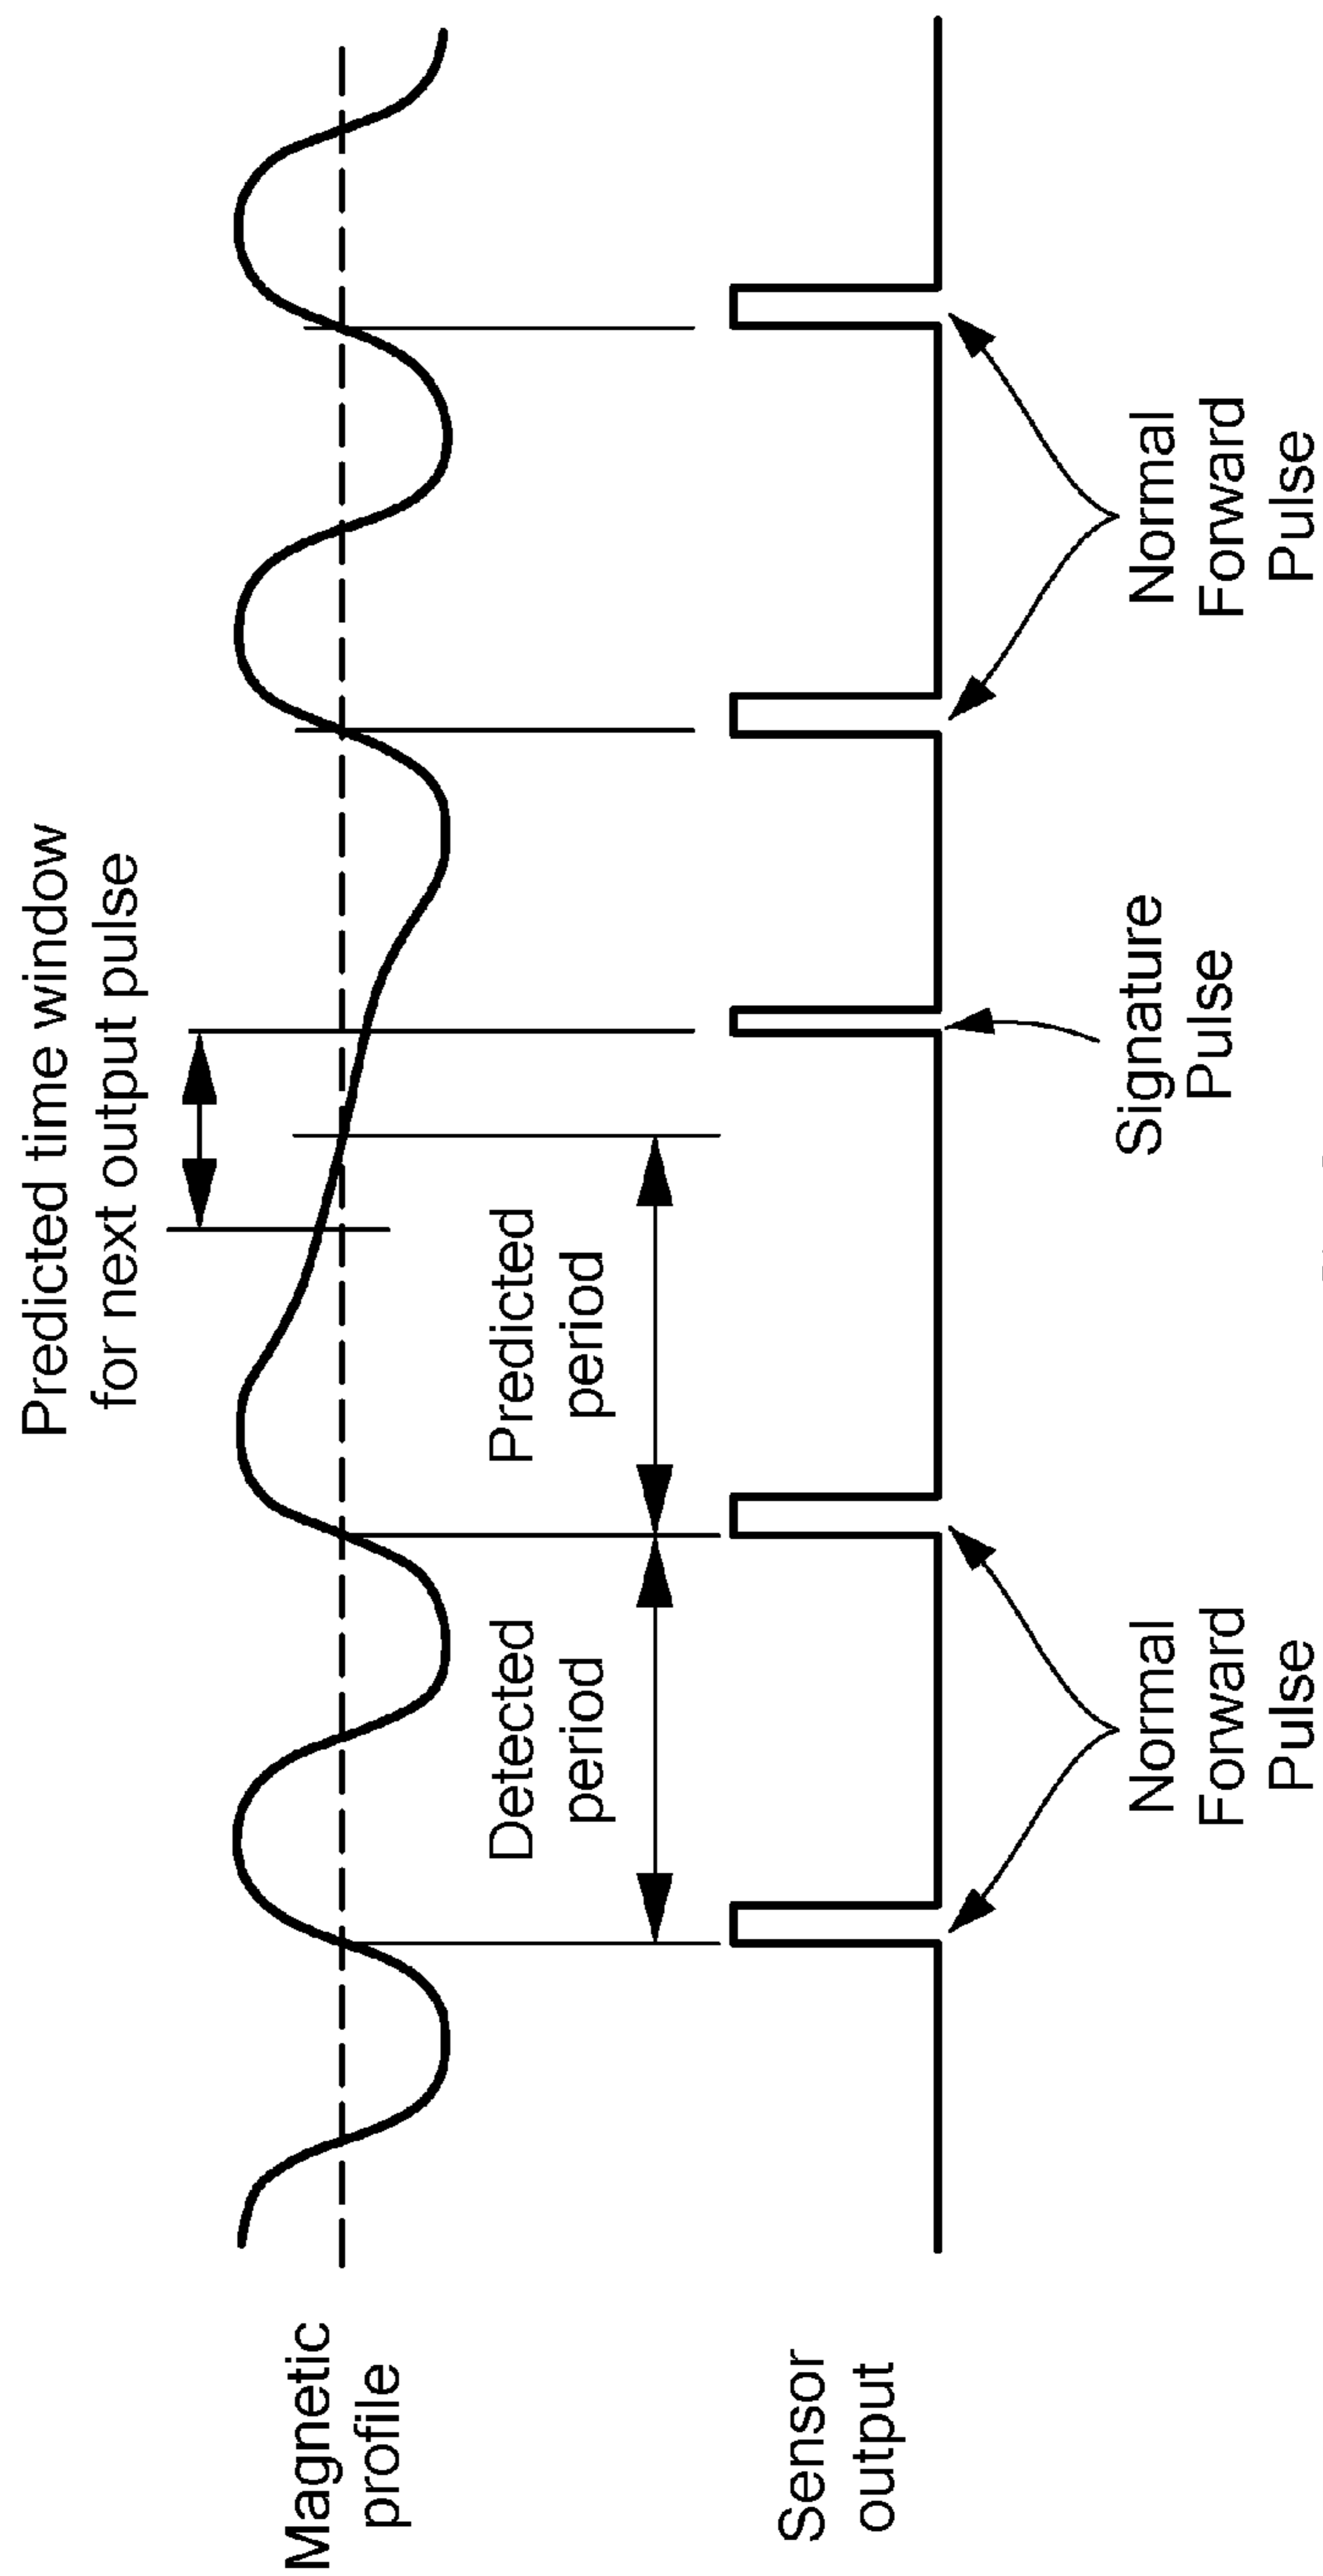 Predicted time window
for next output pulse
Magnetic
profile
Detected
period
Predicted
period
Sensor
output
Normal
Forward
Pulse
Signature
Pulse
Normal
Forward
Pulse